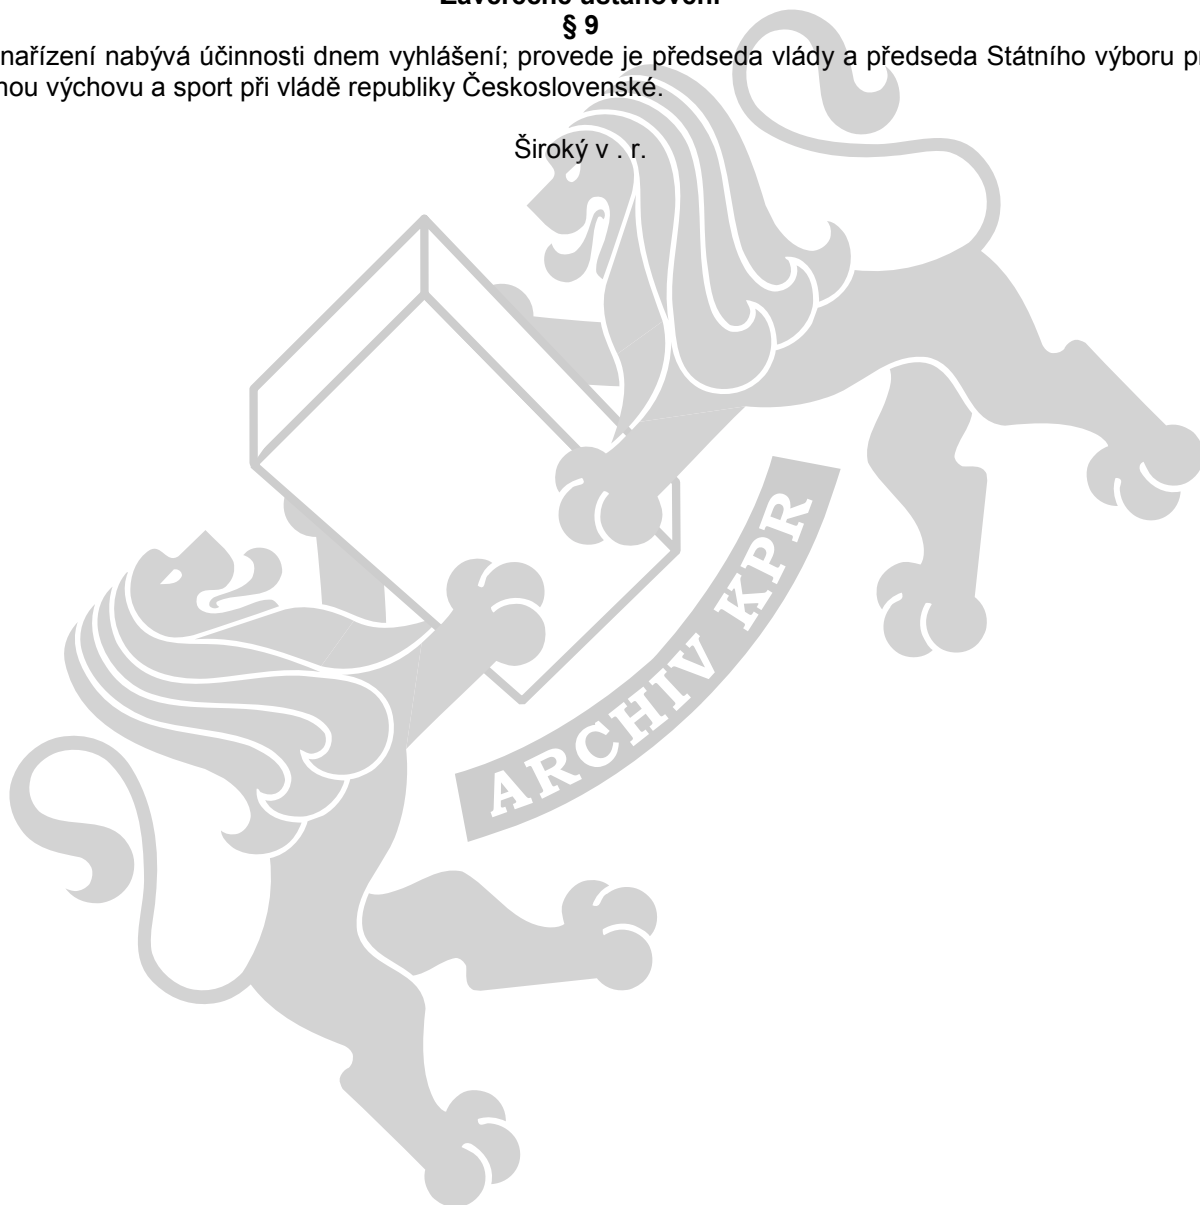 Závěrečné ustanovení
§ 9
nařízení nabývá účinnosti dnem vyhlášení; provede je předseda vlády a předseda Státního výboru pr
nou výchovu a sport při vládě republiky Československé.
Široký v . r.
ARCHIV KPR